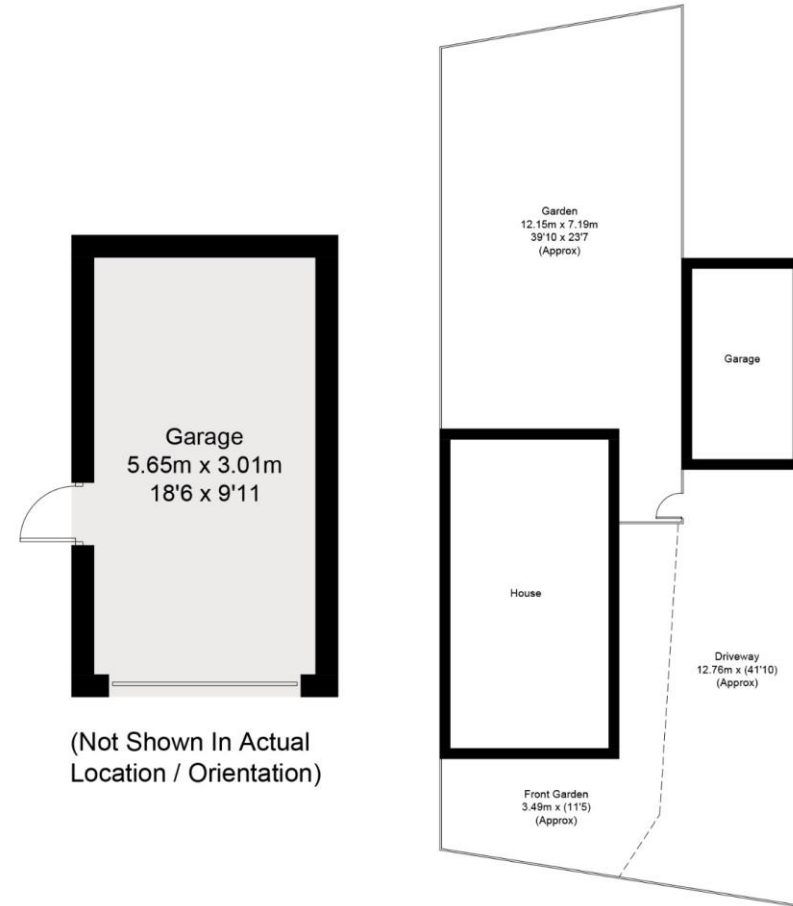 Garage
5.65m x 3.01m
18'6 x 9'11
(Not Shown In Actual
Location / Orientation)
Garden
12.15m x 7.19m
39'10 x 23'7
(Approx)
Garage
House
Driveway
12.76m x (41'10)
(Approx)
Front Garden
3.49m x (11'5)
(Approx)